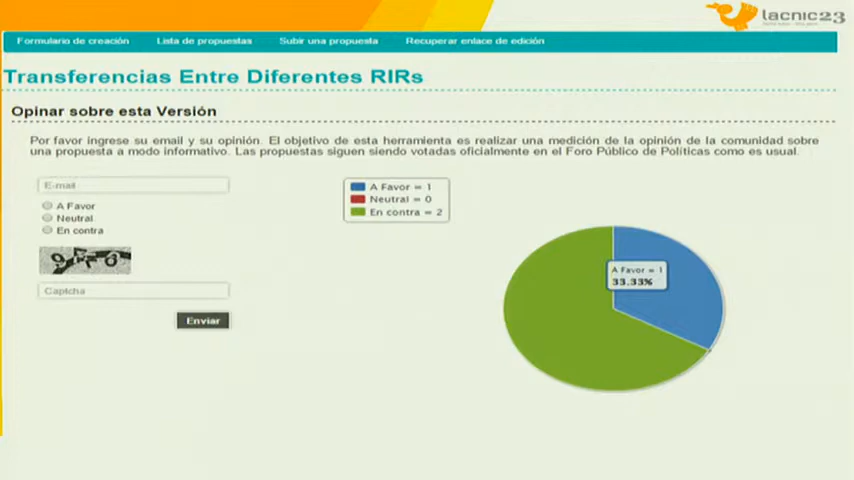 lacnic23
Formulario de creación Lista de propuestas Subir una propuesta Recuperar enlace de edición
Transferencias Entre Diferentes RIRs
Opinar sobre esta Versión
Por favor ingrese su email y su opinión. El objetivo de esta herramienta es realizar una medición de la opinión de la comunidad sobre
una propuesta a modo informativo. Las propuestas siguen siendo votadas oficialmente en el Foro Público de Políticas como es usual.
E-mail
A Favor
Neutral
En contra
Captcha
Enviar
A Favor = 1
Neutral = 0
En contra = 2
A Favor = 1
33.33%